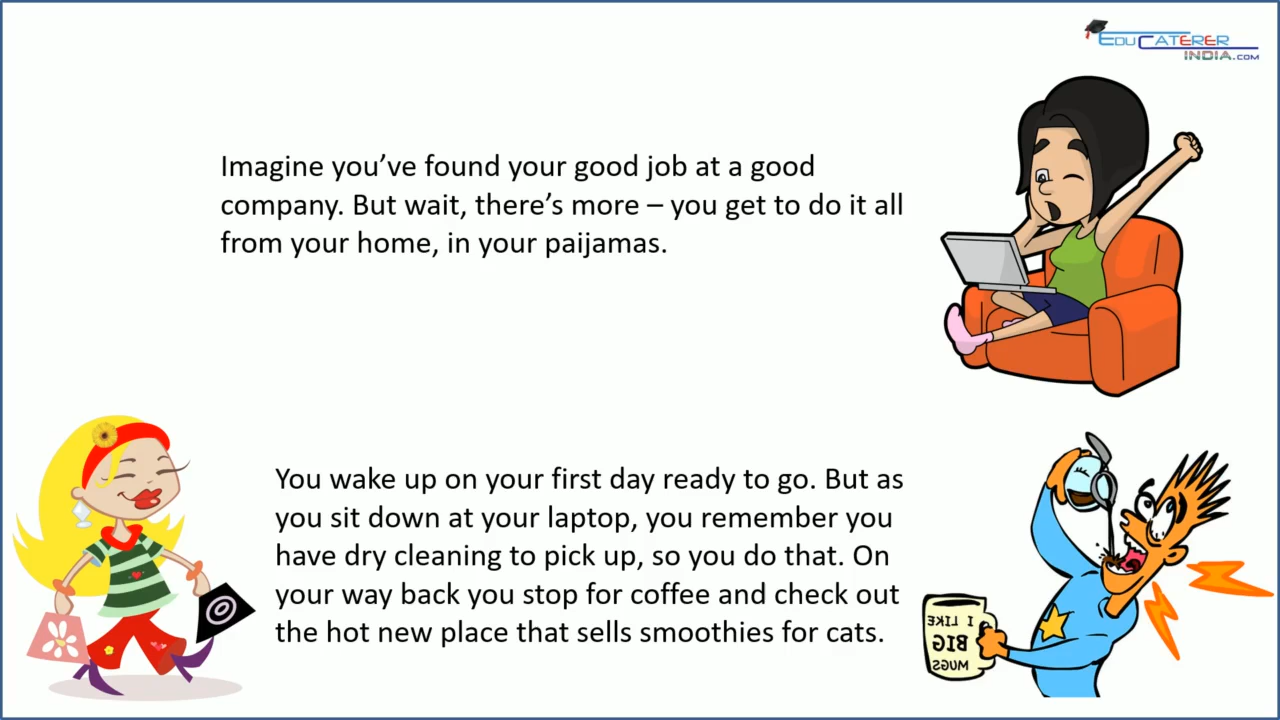 EDUCATERER
INDIA.COM
Imagine you’ve found your good job at a good
company. But wait, there’s more – you get to do it all
from your home, in your paijamas.
You wake up on your first day ready to go. But as
you sit down at your laptop, you remember you
have dry cleaning to pick up, so you do that. On
your way back you stop for coffee and check out
the hot new place that sells smoothies for cats.
I LIKE
BIG
MUGS